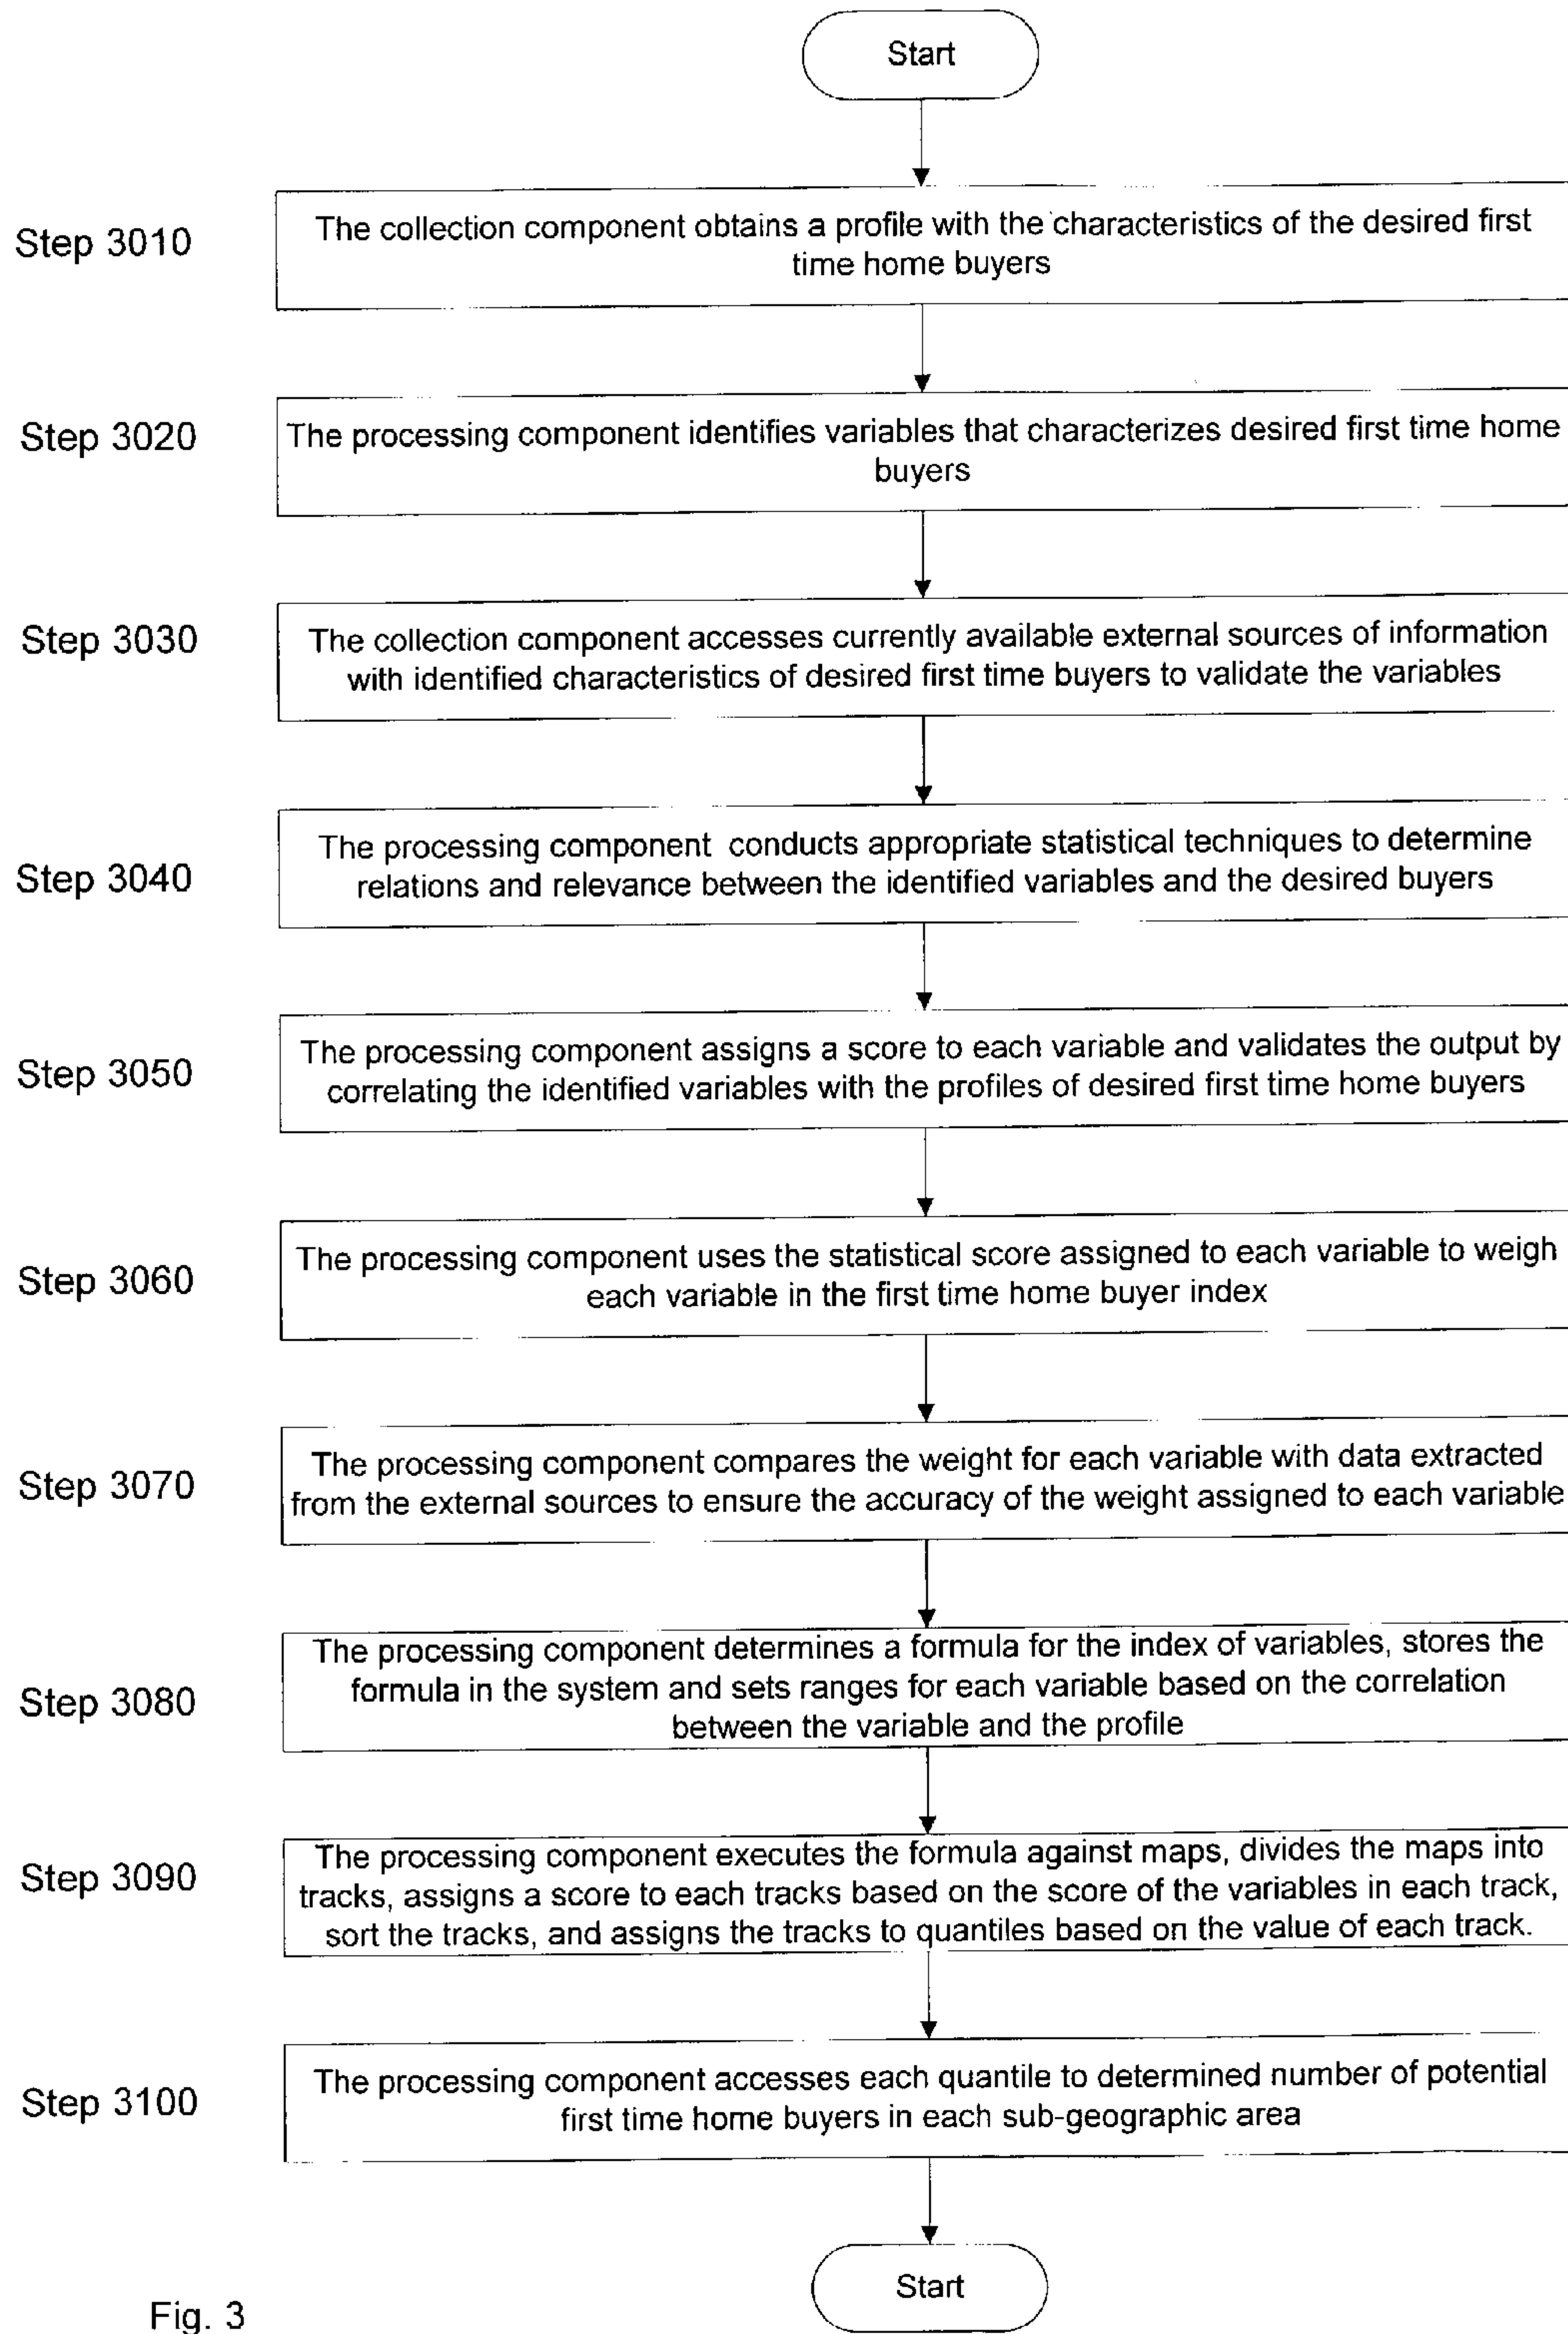 Start
Step 3010
The collection component obtains a profile with the characteristics of the desired first
time home buyers
Step 3020
The processing component identifies variables that characterizes desired first time home
buyers
Step 3030
The collection component accesses currently available external sources of information
with identified characteristics of desired first time buyers to validate the variables
Step 3040
The processing component conducts appropriate statistical techniques to determine
relations and relevance between the identified variables and the desired buyers
Step 3050
The processing component assigns a score to each variable and validates the output by
correlating the identified variables with the profiles of desired first time home buyers
Step 3060
The processing component uses the statistical score assigned to each variable to weigh
each variable in the first time home buyer index
Step 3070
The processing component compares the weight for each variable with data extracted
from the external sources to ensure the accuracy of the weight assigned to each variable
Step 3080
The processing component determines a formula for the index of variables, stores the
formula in the system and sets ranges for each variable based on the correlation
between the variable and the profile
Step 3090
The processing component executes the formula against maps, divides the maps into
tracks, assigns a score to each tracks based on the score of the variables in each track,
sort the tracks, and assigns the tracks to quantiles based on the value of each track.
Step 3100
The processing component accesses each quantile to determined number of potential
first time home buyers in each sub-geographic area
Start
Fig. 3